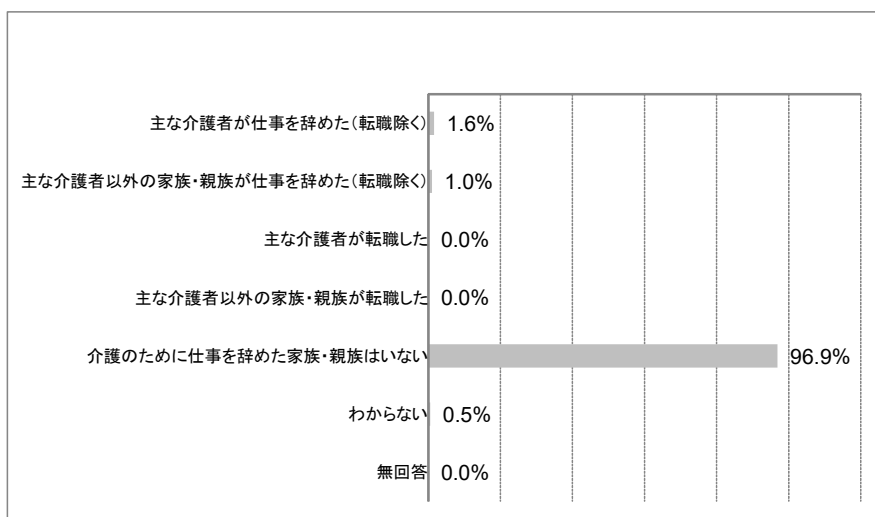 主な介護者が仕事を辞めた(転職除く) 1.6%
主な介護者以外の家族・親族が仕事を辞めた(転職除く) 1.0%
主な介護者が転職した 0.0%
主な介護者以外の家族・親族が転職した 0.0%
介護のために仕事を辞めた家族・親族はいない 96.9%
わからない 0.5%
無回答 0.0%